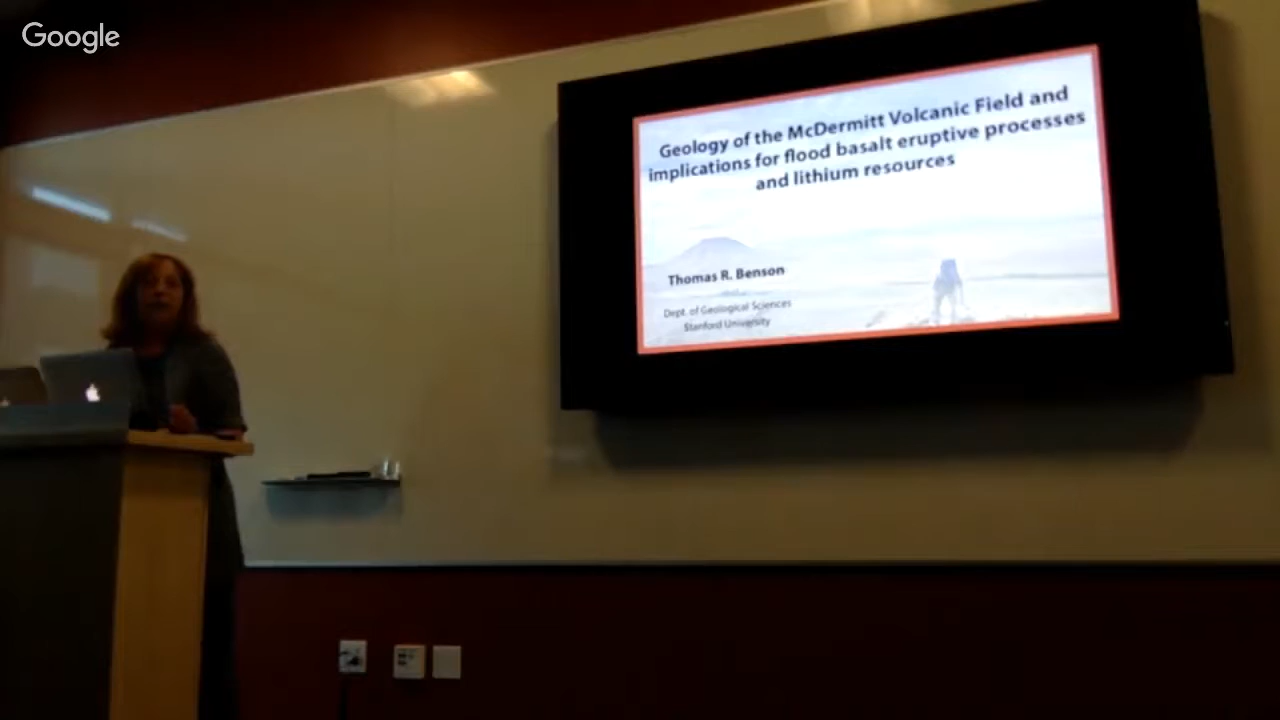 Google
Geology of the McDermitt Volcanic Field and
implications for flood basalt eruptive processes
and lithium resources
Thomas R. Benson
Dept. of Geological Sciences
Stanford University